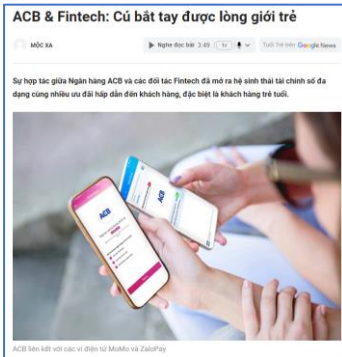 ACB & Fintech: Cú bắt tay được lòng giới trẻ
MỘC XA
Nghe đọc bài 3:49
1x
Tuổi Trẻ trên Google News
Sự hợp tác giữa Ngân hàng ACB và các đối tác Fintech đã mở ra hệ sinh thái tài chính số đa
dạng cùng nhiều ưu đãi hấp dẫn đến khách hàng, đặc biệt là khách hàng trẻ tuổi.
ACB
ACB
ACB liên kết với các ví điện tử MoMo và ZaloPay